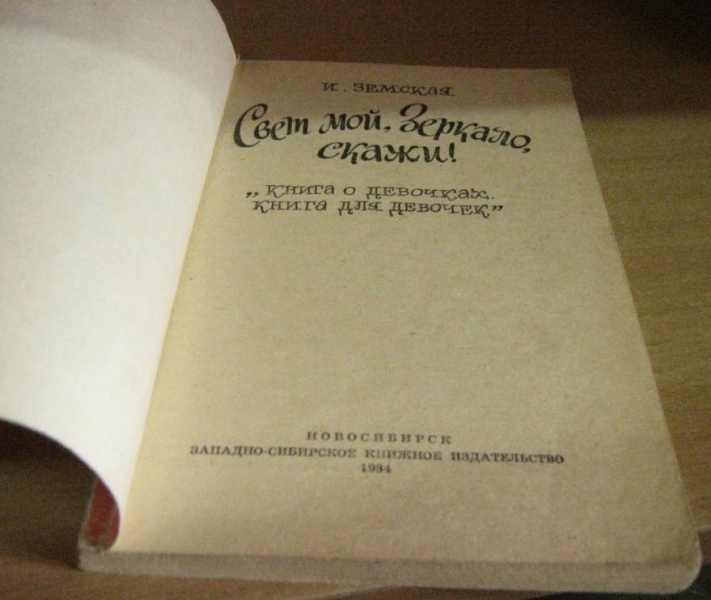 И. ЗЕМСКАЯ
Свет мой, Зеркало,
скажи!
„КНИГА О ДЕВОЧКАХ.
КНИГА ДЛЯ ДЕВОЧЕК”
НОВОСИБИРСК
ЗАПАДНО-СИБИРСКОЕ КНИЖНОЕ ИЗДАТЕЛЬСТВО
1984